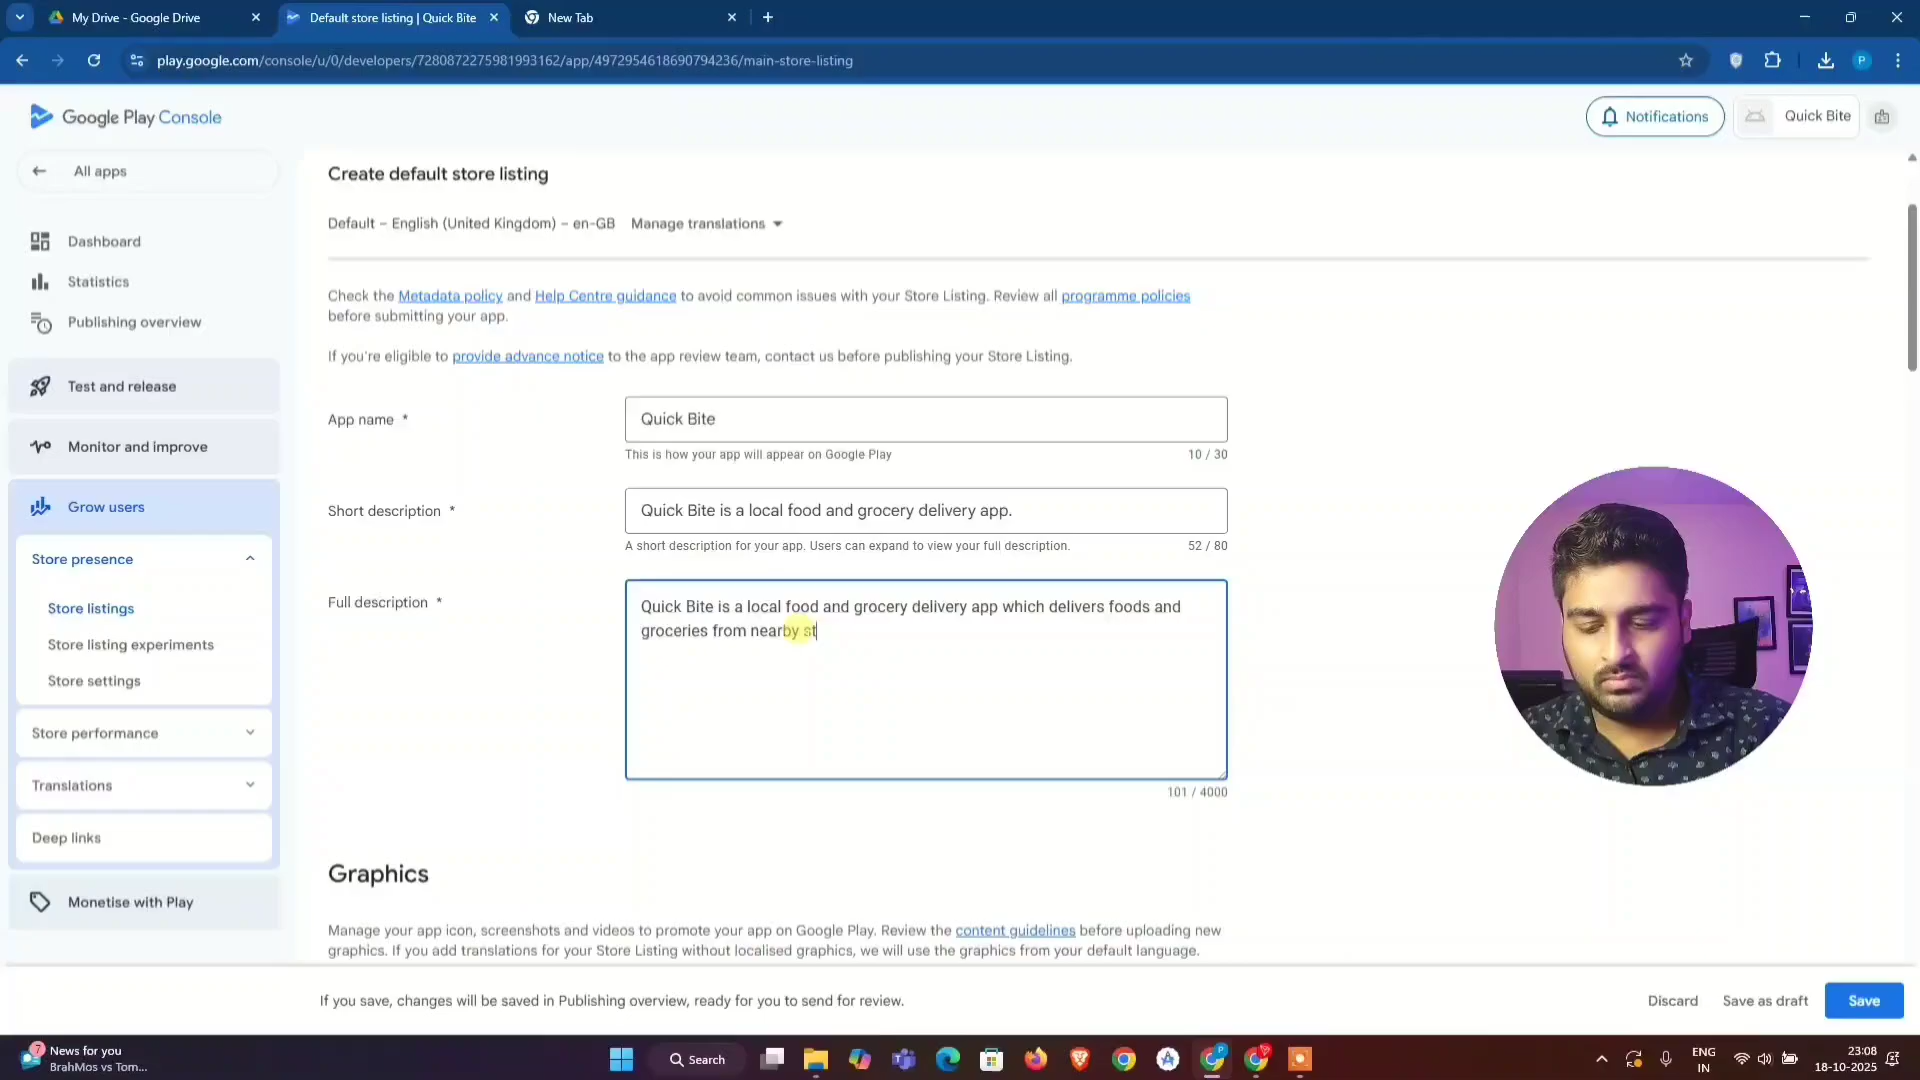 My Drive - Google Drive
Default store listing | Quick Bite
New Tab
play.google.com/console/u/0/developers/7280872275981993162/app/4972954618690794236/main-store-listing
P
Google Play Console
Notifications
Quick Bite
All apps
Dashboard
Statistics
Publishing overview
Test and release
Monitor and improve
Grow users
Store presence
Store listings
Store listing experiments
Store settings
Store performance
Translations
Deep links
Monetise with Play
Create default store listing
Default – English (United Kingdom) – en-GB Manage translations
Check the Metadata policy and Help Centre guidance to avoid common issues with your Store Listing. Review all programme policies
before submitting your app.
If you're eligible to provide advance notice to the app review team, contact us before publishing your Store Listing.
App name *
Quick Bite
This is how your app will appear on Google Play 10 / 30
Short description *
Quick Bite is a local food and grocery delivery app.
A short description for your app. Users can expand to view your full description. 52 / 80
Full description *
Quick Bite is a local food and grocery delivery app which delivers foods and
groceries from nearby st
101 / 4000
Graphics
Manage your app icon, screenshots and videos to promote your app on Google Play. Review the content guidelines before uploading new
graphics. If you add translations for your Store Listing without localised graphics, we will use the graphics from your default language.
If you save, changes will be saved in Publishing overview, ready for you to send for review.
Discard
Save as draft
Save
7
News for you
BrahMos vs Tom...
Search
P
ENG
IN
23:08
18-10-2025